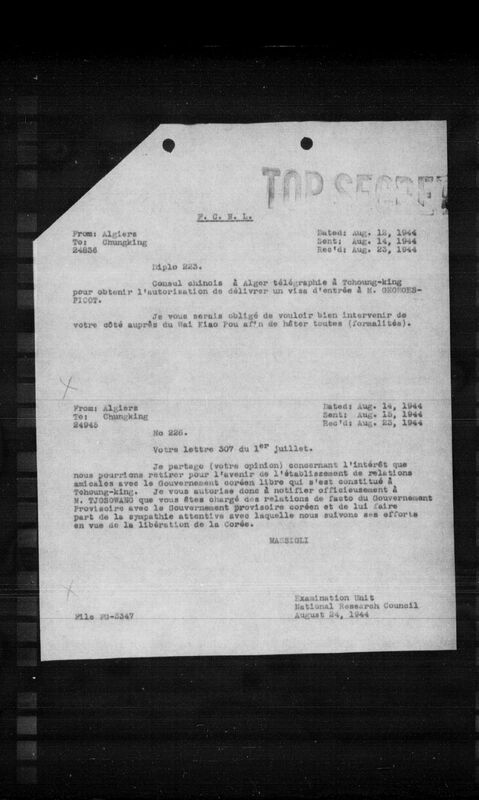 TOP SECRET
F. C. N. L.
From: Algiers Dated: Aug. 12, 1944
To: Chungking Sent: Aug. 14, 1944
24836 Rec'd: Aug. 23, 1944
Diplo 223.
Consul chinois à Alger télégraphie à Tchoung-king
pour obtenir l'autorisation de délivrer un visa d'entrée à M. GEORGES-
PICOT.
Je vous serais obligé de vouloir bien intervenir de
votre côté auprès du Wai Kiao Pou af'n de hâter toutes (formalités).
From: Algiers Dated: Aug. 14, 1944
To: Chungking Sent: Aug. 15, 1944
24945 Rec'd: Aug. 23, 1944
No 226.
Votre lettre 307 du 1er juillet.
Je partage (votre opinion) concernant l'intérêt que
nous pourrions retirer pour l'avenir de l'établissement de relations
amicales avec le Gouvernement coréen libre qui s'est constitué à
Tchoung-king. Je vous autorise donc à notifier officieusement à
M. TJOSOWANG que vous êtes chargé des relations de facto du Gouvernement
Provisoire avec le Gouvernement provisoire coréen et de lui faire
part de la sympathie attentive avec laquelle nous suivons ses efforts
en vue de la libération de la Corée.
MASSIGLI
Examination Unit
National Research Council
File FD-3347 August 24, 1944